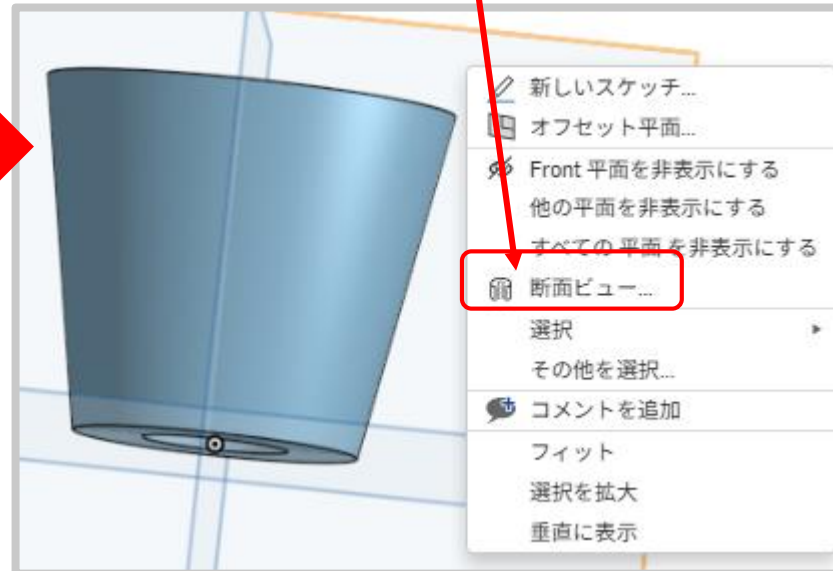 新しいスケッチ...
オフセット平面...
Front 平面を非表示にする
他の平面を非表示にする
すべての 平面 を非表示にする
断面ビュー...
選択
その他を選択...
コメントを追加
フィット
選択を拡大
垂直に表示